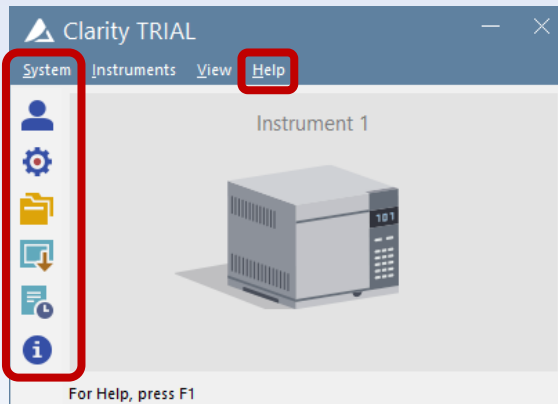 Clarity TRIAL
System Instruments View Help
Instrument 1
101
For Help, press F1